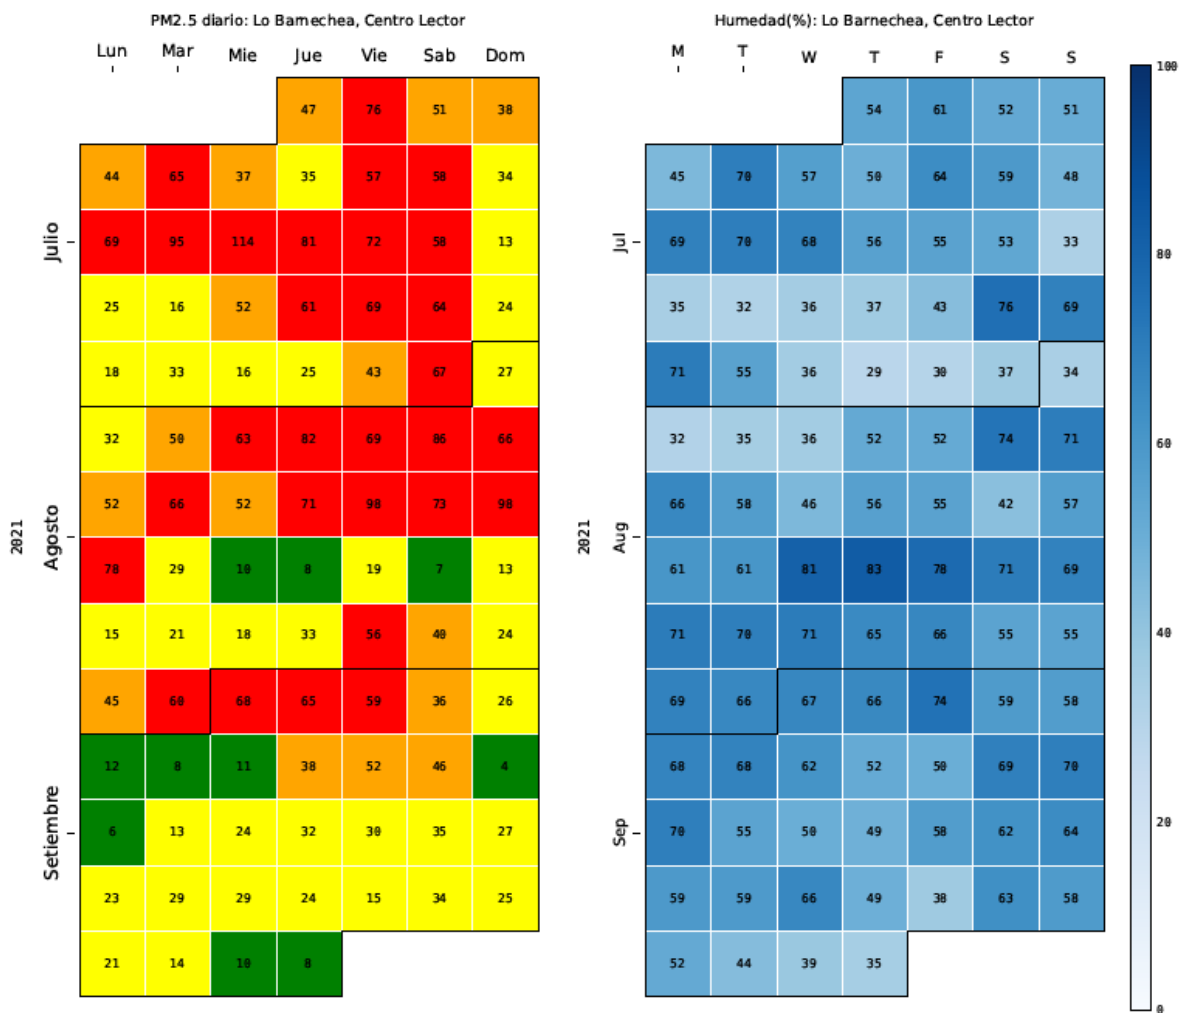 PM2.5 diario: Lo Barnechea, Centro Lector
Humedad(%): Lo Barnechea, Centro Lector
Lun Mar Mie Jue Vie Sab Dom
M T W T F S S
100
47 76 51 38
54 61 52 51
44 65 37 35 57 58 34
45 70 57 50 64 59 48
Julio
69 95 114 81 72 58 13
Jul
69 70 68 56 55 53 33
80
25 16 52 61 69 64 24
35 32 36 37 43 76 69
18 33 16 25 43 67 27
71 55 36 29 30 37 34
32 50 63 82 69 86 66
32 35 36 52 52 74 71
60
52 66 52 71 98 73 98
66 58 46 56 55 42 57
2021
Agosto
2021
Aug
78 29 10 8 19 7 13
61 61 81 83 78 71 69
15 21 18 33 56 40 24
71 70 71 65 66 55 55
40
45 60 68 65 59 36 26
69 66 67 66 74 59 58
12 8 11 38 52 46 4
68 68 62 52 50 69 70
Setiembre
6 13 24 32 30 35 27
Sep
70 55 50 49 58 62 64
20
23 29 29 24 15 34 25
59 59 66 49 38 63 58
21 14 10 8
52 44 39 35
0